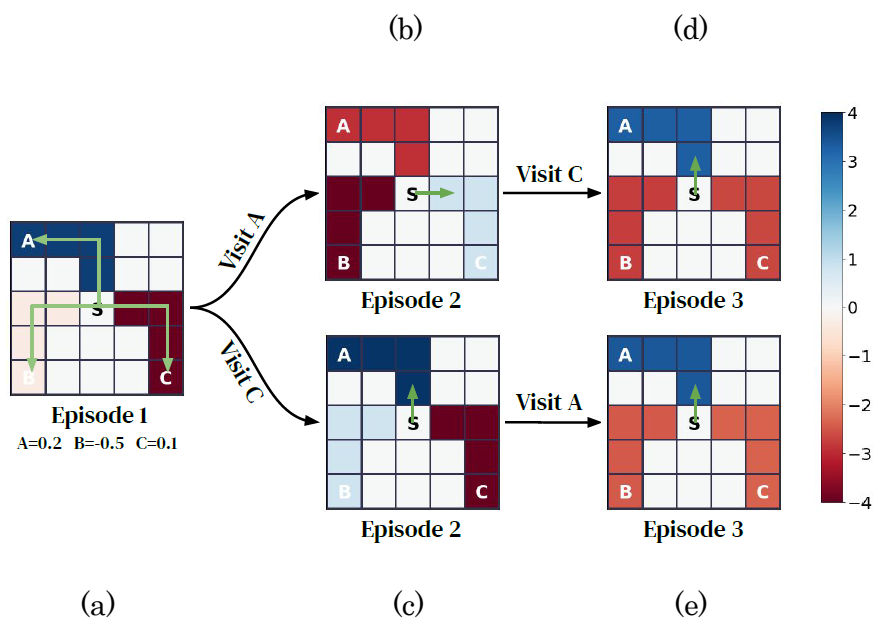 (b)
(d)
A
S
B
C
Episode 2
Visit C
A
S
B
C
Episode 3
4
3
2
1
0
−1
−2
−3
−4
A
S
B
C
Episode 1
A=0.2 B=-0.5 C=0.1
Visit A
Visit C
A
S
B
C
Episode 2
Visit A
A
S
B
C
Episode 3
(a)
(c)
(e)